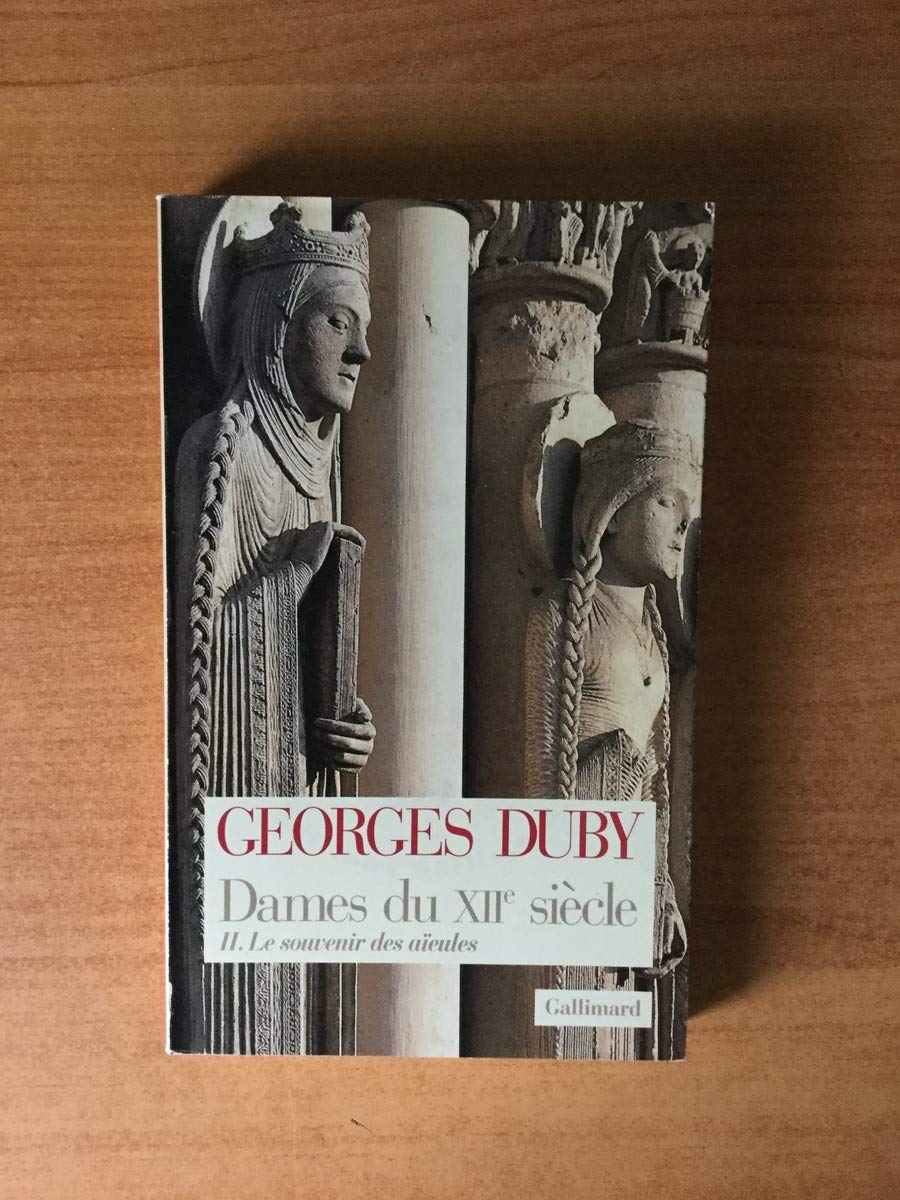 GEORGES DUBY
Dames du XIIe siècle
II. Le souvenir des aïeules
Gallimard